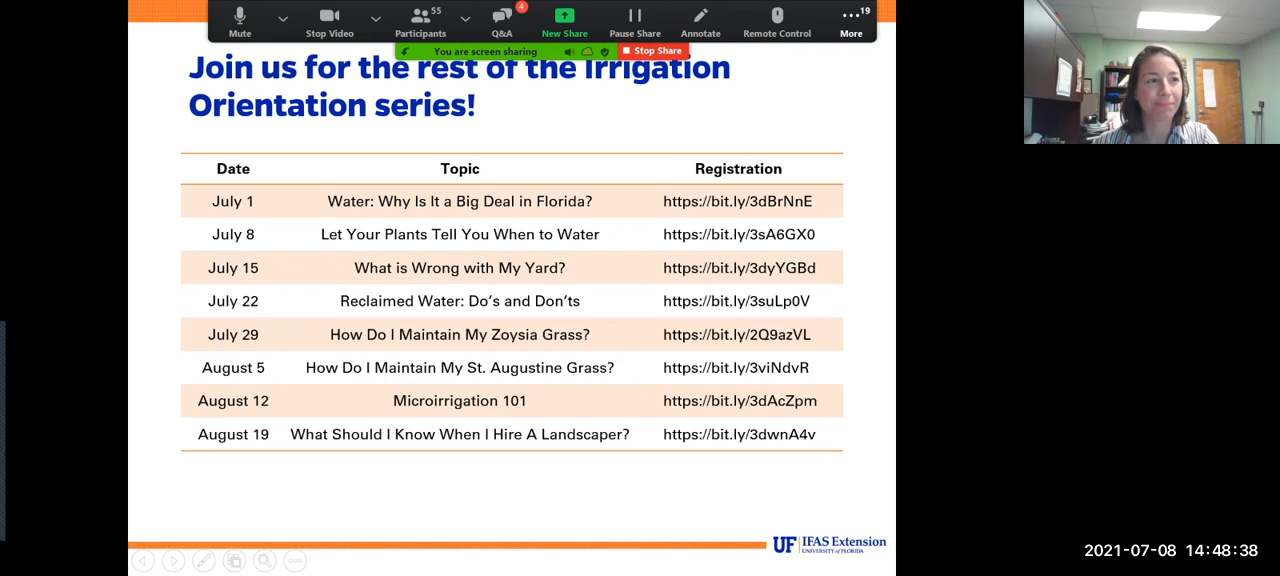 55
4
19
Mute
Stop Video
Participants
Q&A
New Share
Pause Share
Annotate
Remote Control
More
You are screen sharing
Stop Share
Join us for the rest of the Irrigation
Orientation series!
Date Topic Registration
July 1 Water: Why Is It a Big Deal in Florida? https://bit.ly/3dBrNnE
July 8 Let Your Plants Tell You When to Water https://bit.ly/3sA6GX0
July 15 What is Wrong with My Yard? https://bit.ly/3dyYGBd
July 22 Reclaimed Water: Do's and Don'ts https://bit.ly/3suLp0V
July 29 How Do I Maintain My Zoysia Grass? https://bit.ly/2Q9azVL
August 5 How Do I Maintain My St. Augustine Grass? https://bit.ly/3viNdvR
August 12 Microirrigation 101 https://bit.ly/3dAcZpm
August 19 What Should I Know When I Hire A Landscaper? https://bit.ly/3dwnA4v
UF IFAS Extension
UNIVERSITY of FLORIDA
2021-07-08 14:48:38